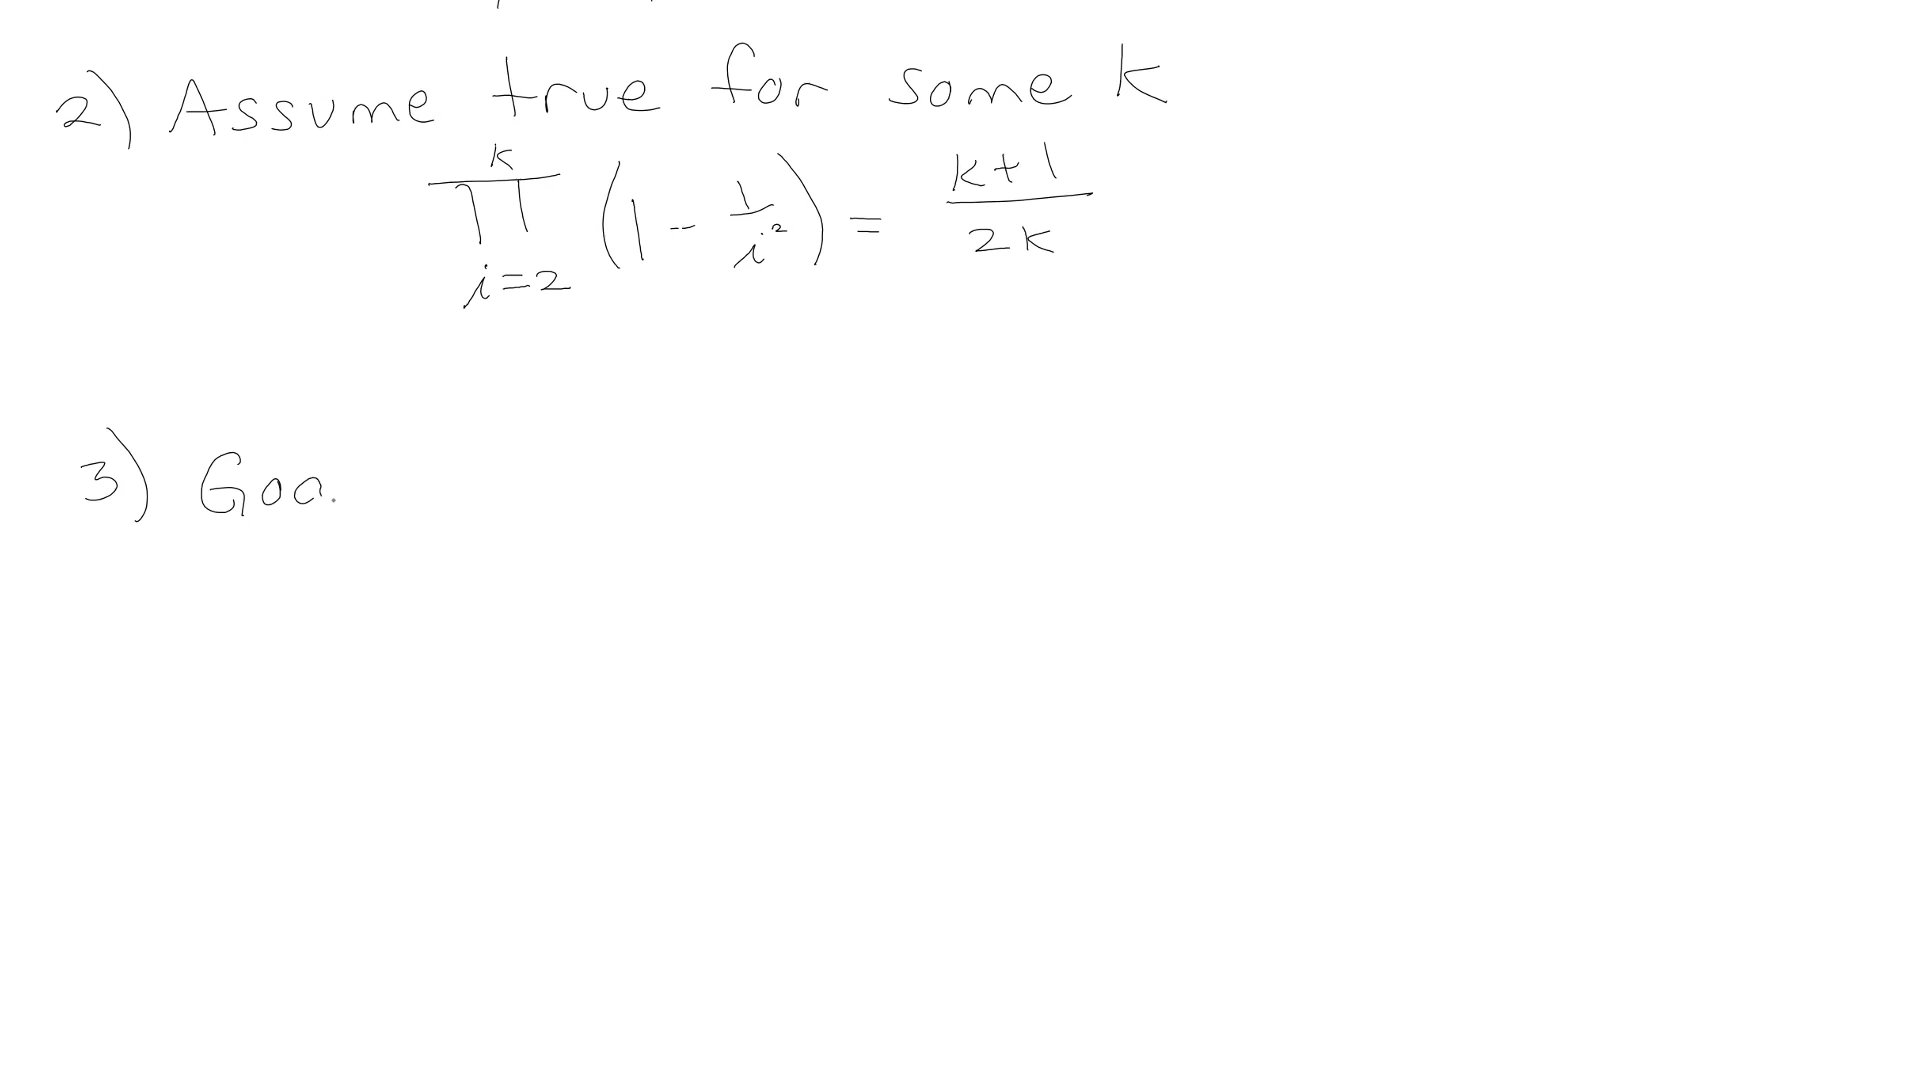 2) Assume true for some k
k
∏ (1 - 1/i²) = (k+1)/2k
i=2
3) Goa